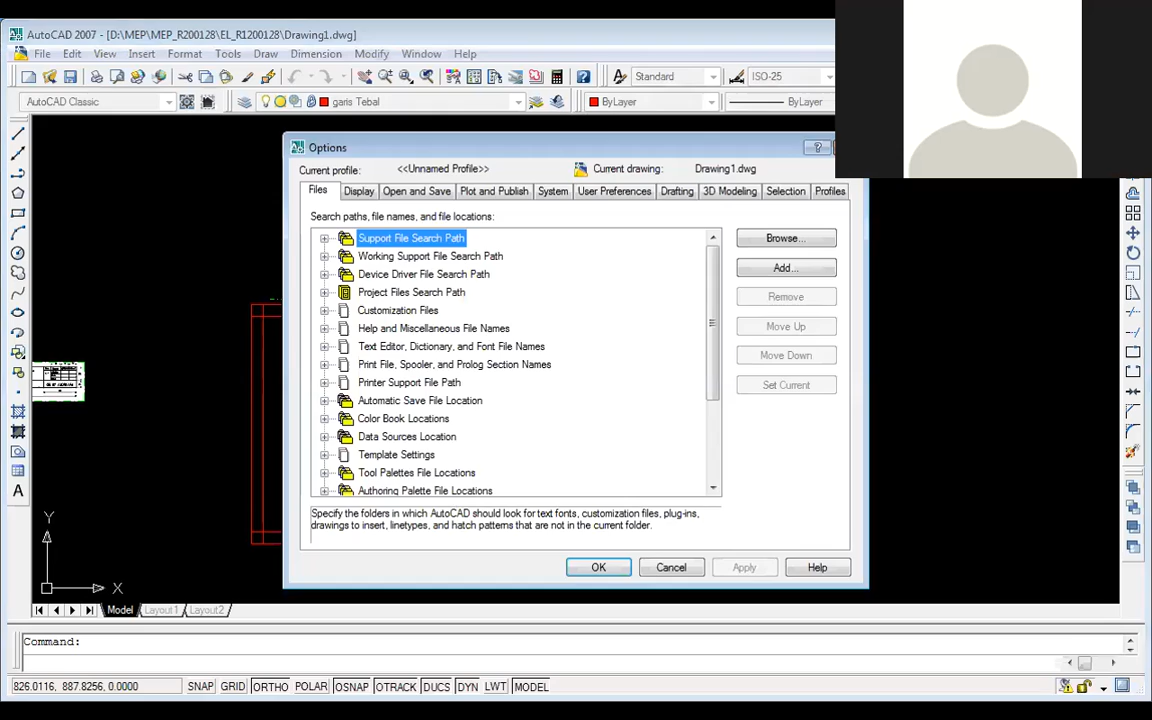 AutoCAD 2007 - [D:\MEP\MEP_R200128\EL_R1200128\Drawing1.dwg]
File Edit View Insert Format Tools Draw Dimension Modify Window Help
Standard ISO-25
AutoCAD Classic garis Tebal ByLayer ByLayer
Options
Current profile: <<Unnamed Profile>> Current drawing: Drawing1.dwg
Files Display Open and Save Plot and Publish System User Preferences Drafting 3D Modeling Selection Profiles
Search paths, file names, and file locations:
Support File Search Path
Working Support File Search Path
Device Driver File Search Path
Project Files Search Path
Customization Files
Help and Miscellaneous File Names
Text Editor, Dictionary, and Font File Names
Print File, Spooler, and Prolog Section Names
Printer Support File Path
Automatic Save File Location
Color Book Locations
Data Sources Location
Template Settings
Tool Palettes File Locations
Authoring Palette File Locations
Browse...
Add...
Remove
Move Up
Move Down
Set Current
Specify the folders in which AutoCAD should look for text fonts, customization files, plug-ins,
drawings to insert, linetypes, and hatch patterns that are not in the current folder.
OK Cancel Apply Help
Y
X
Model Layout1 Layout2
Command:
826.0116, 887.8256, 0.0000 SNAP GRID ORTHO POLAR OSNAP OTRACK DUCS DYN LWT MODEL